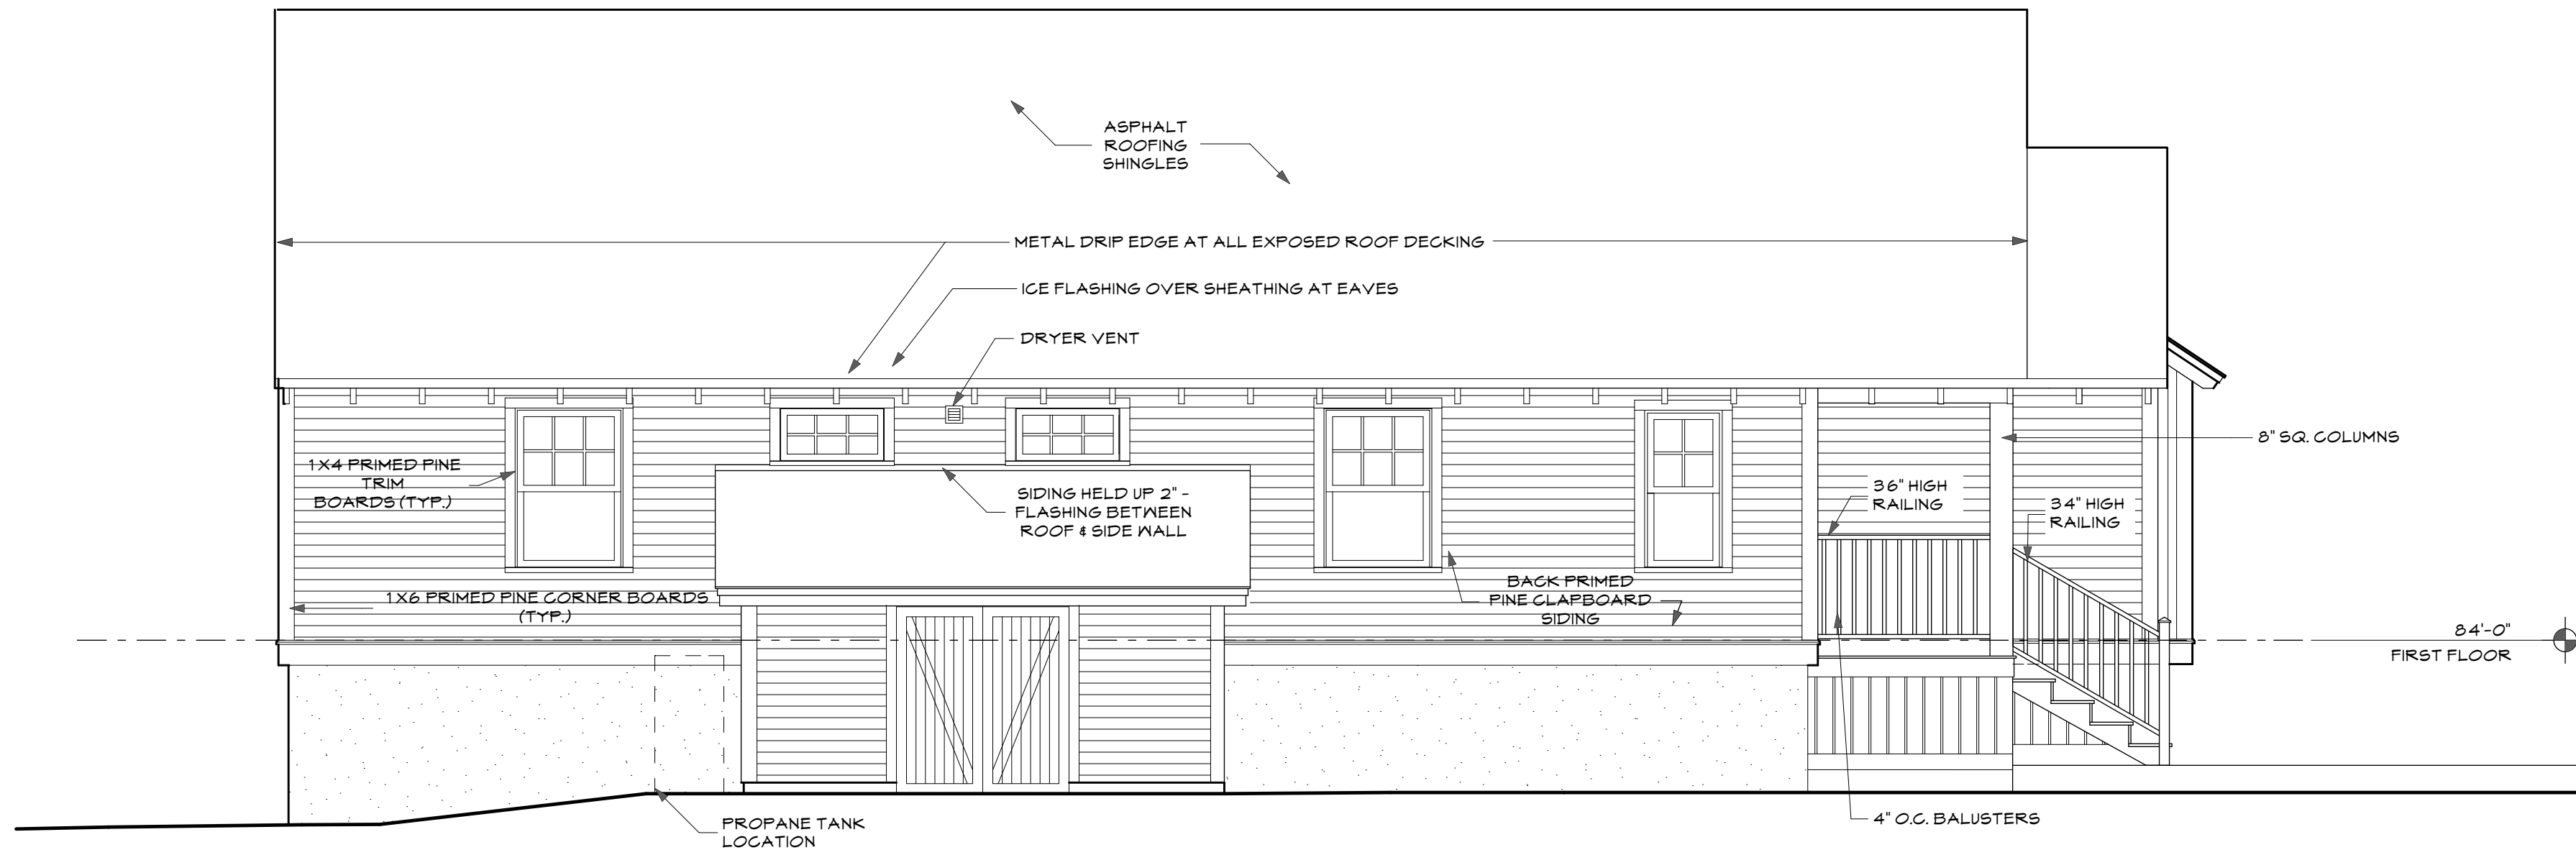 ASPHALT
ROOFING
SHINGLES
METAL DRIP EDGE AT ALL EXPOSED ROOF DECKING
ICE FLASHING OVER SHEATHING AT EAVES
DRYER VENT
8" SQ. COLUMNS
1X4 PRIMED PINE
TRIM
BOARDS (TYP.)
SIDING HELD UP 2" -
FLASHING BETWEEN
ROOF & SIDE WALL
36" HIGH
RAILING
34" HIGH
RAILING
1X6 PRIMED PINE CORNER BOARDS
(TYP.)
BACK PRIMED
PINE CLAPBOARD
SIDING
84'-0"
FIRST FLOOR
PROPANE TANK
LOCATION
4" O.C. BALUSTERS